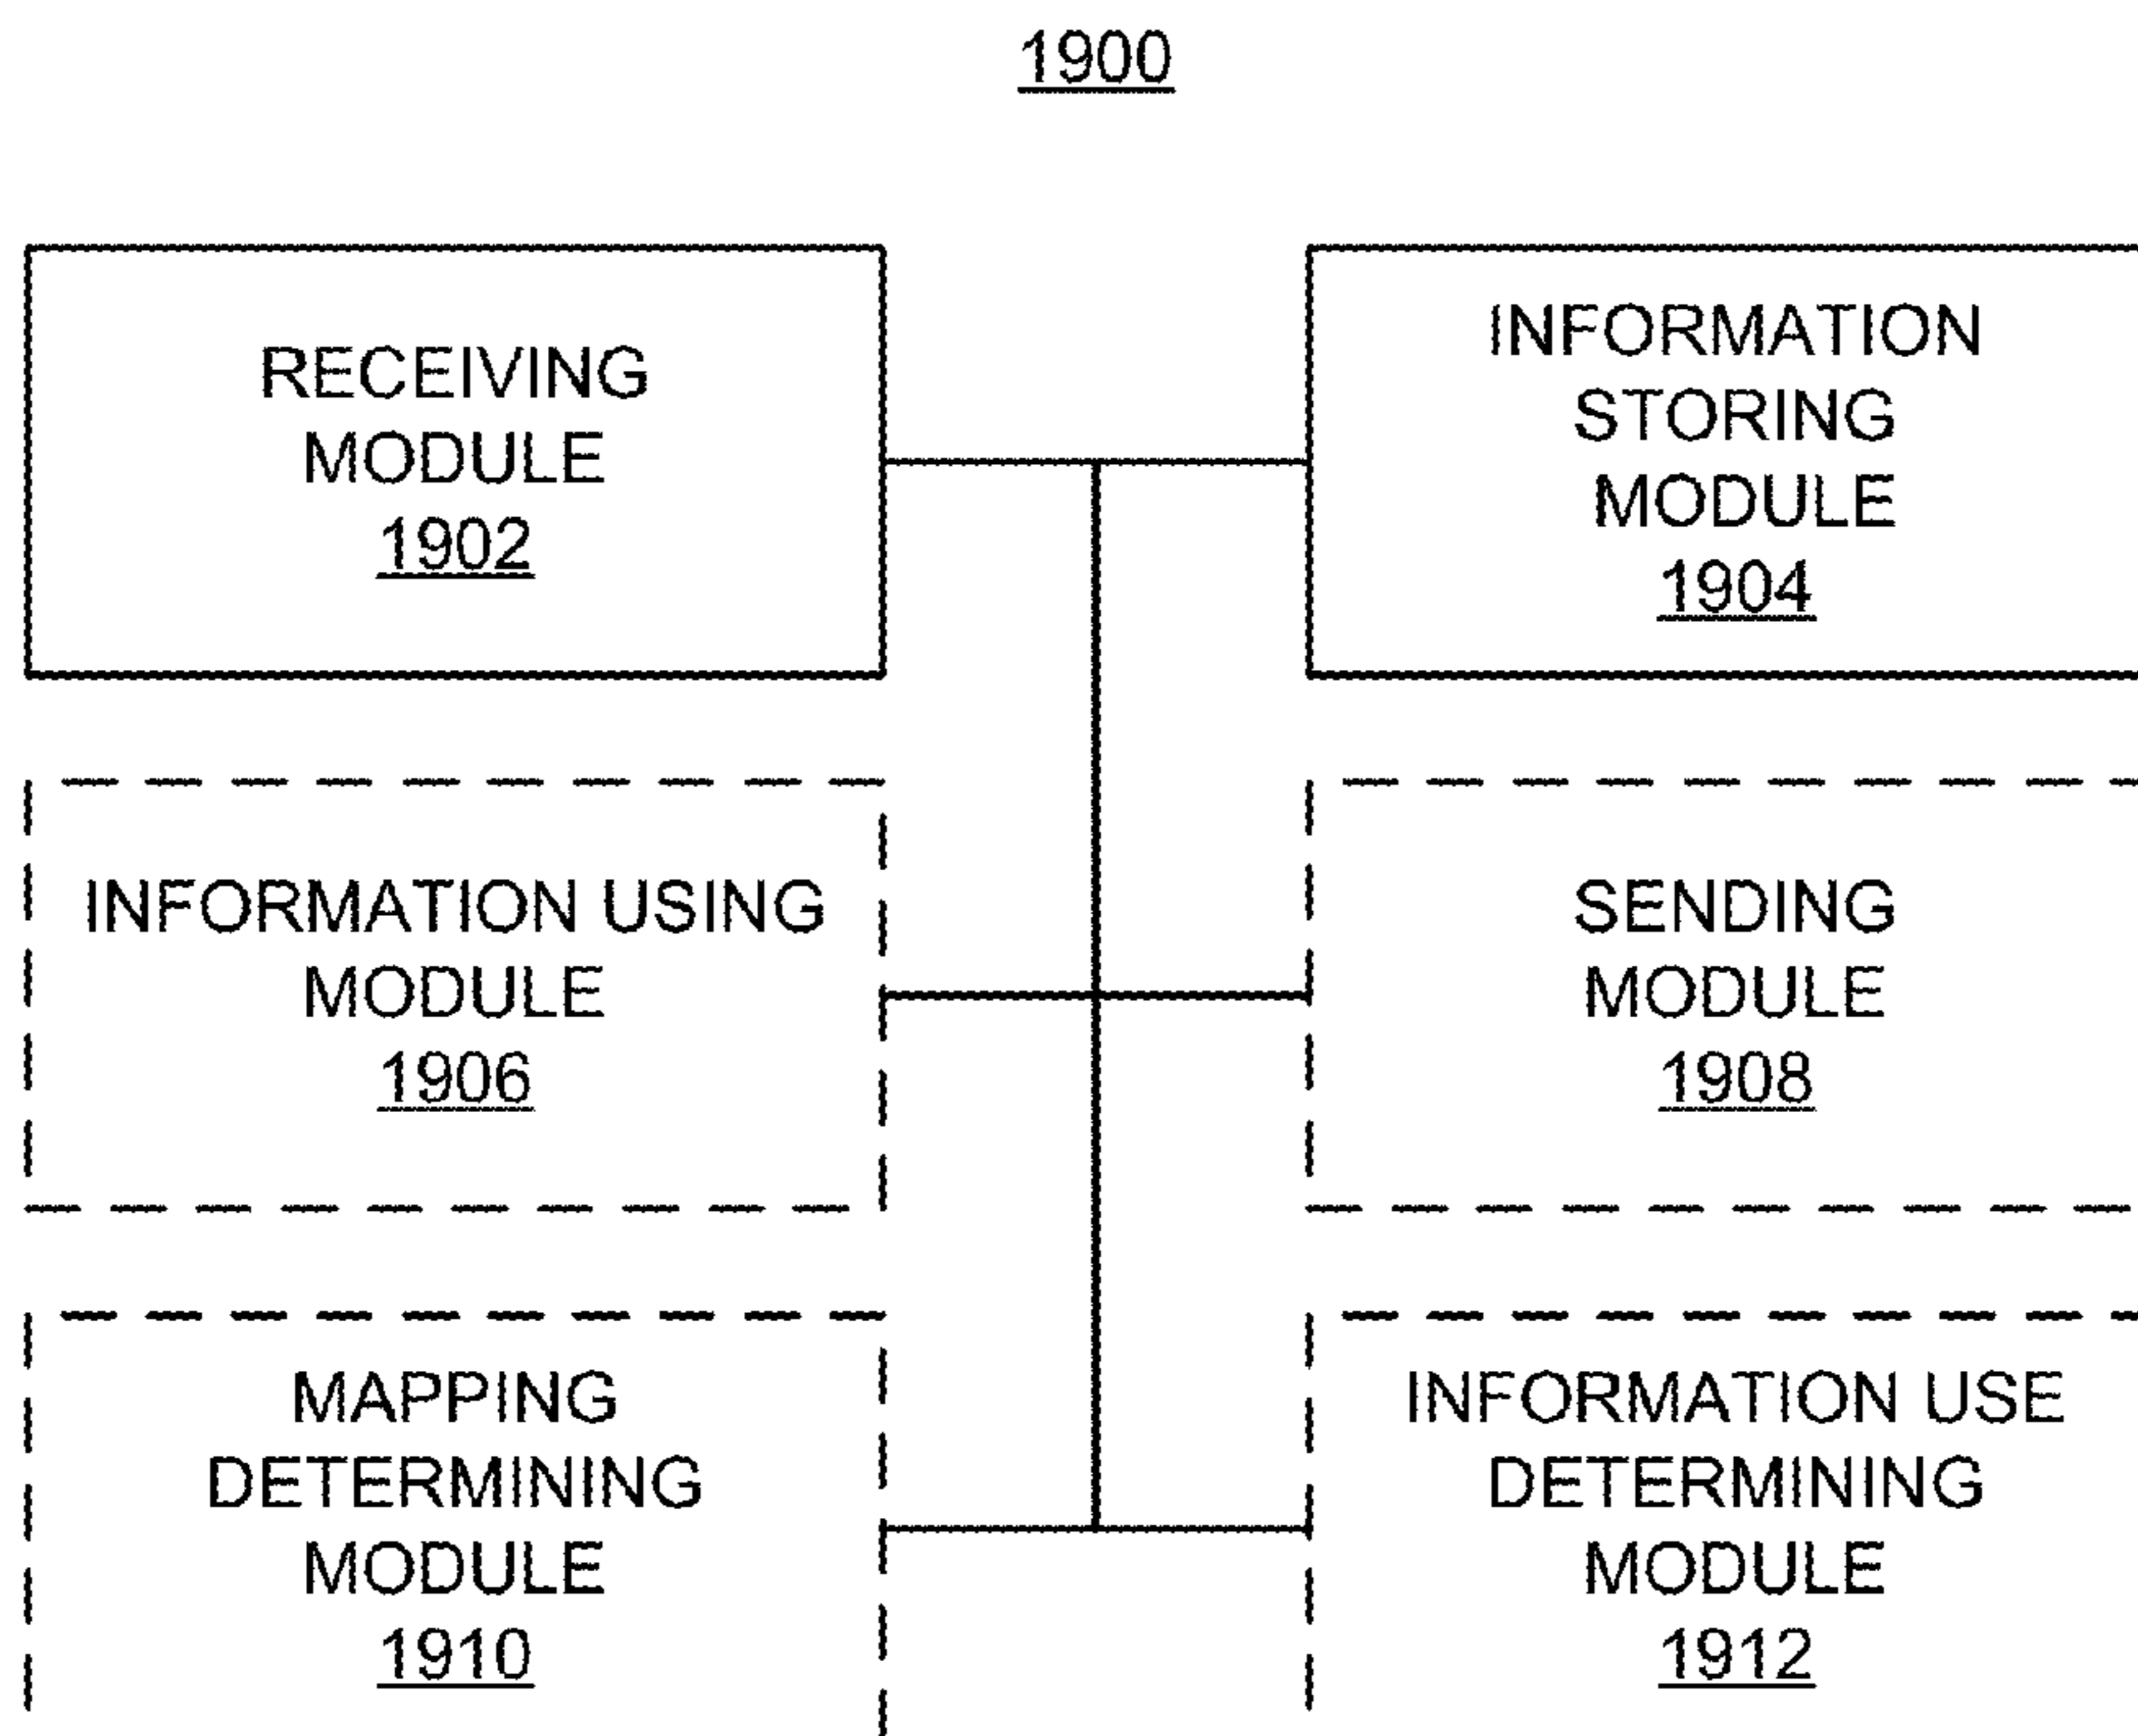 1900
RECEIVING
MODULE
1902
INFORMATION
STORING
MODULE
1904
INFORMATION USING
MODULE
1906
SENDING
MODULE
1908
MAPPING
DETERMINING
MODULE
1910
INFORMATION USE
DETERMINING
MODULE
1912